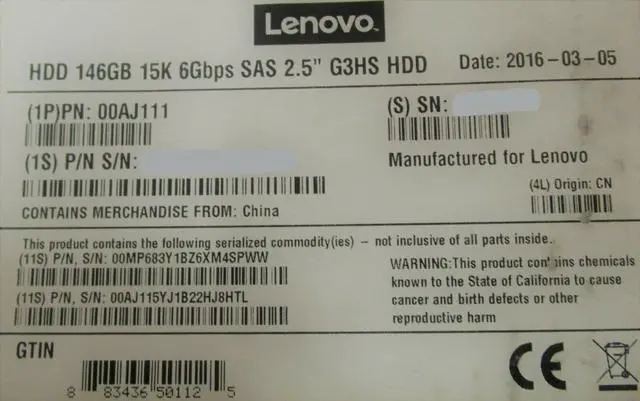 Lenovo
HDD 146GB 15K 6Gbps SAS 2.5" G3HS HDD
Date: 2016-03-05
(1P)PN: 00AJ111
(S) SN:
(1S) P/N S/N:
Manufactured for Lenovo
(4L) Origin: CN
CONTAINS MERCHANDISE FROM: China
This product contains the following serialized commodity(ies) - not inclusive of all parts inside.
(11S) P/N, S/N: 00MP683Y1BZ6XM4SPWW
(11S) P/N, S/N: 00AJ115YJ1B22HJ8HTL
WARNING:This product contains chemicals
known to the State of California to cause
cancer and birth defects or other
reproductive harm
GTIN
8 83436 50112 5
CE